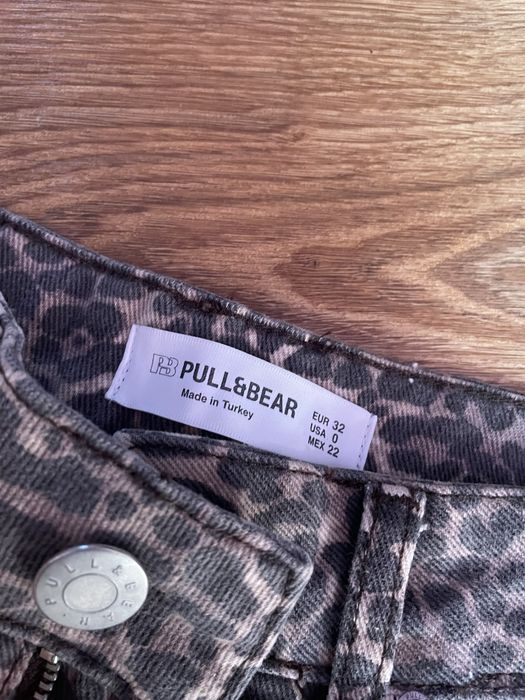 PB PULL&BEAR
Made in Turkey
EUR 32
USA 0
MEX 22
PULL&BEAR